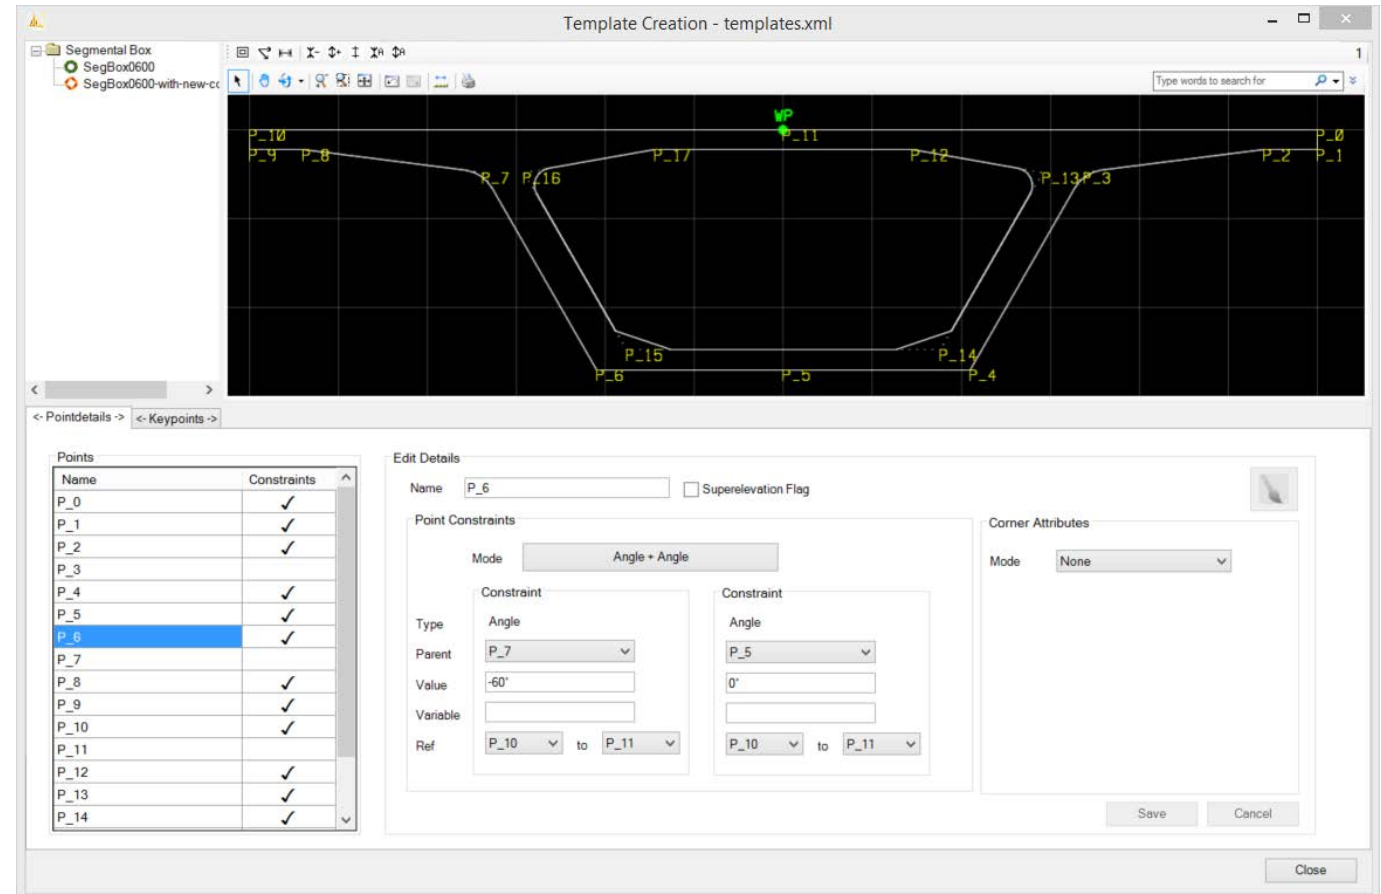 Template Creation - templates.xml
Segmental Box
SegBox0600
SegBox0600-with-new-cc
1
Type words to search for
WP
P_10 P_11 P_0
P_9 P_8 P_17 P_12 P_2 P_1
P_7 P_16 P_13 P_3
P_15 P_14
P_6 P_5 P_4
<- Pointdetails -> <- Keypoints ->
Points
Name Constraints
P_0 ✓
P_1 ✓
P_2 ✓
P_3
P_4 ✓
P_5 ✓
P_6 ✓
P_7
P_8 ✓
P_9 ✓
P_10 ✓
P_11
P_12 ✓
P_13 ✓
P_14 ✓
Edit Details
Name P_6 Superelevation Flag
Point Constraints
Mode Angle + Angle
Constraint Constraint
Type Angle Angle
Parent P_7 P_5
Value -60' 0'
Variable
Ref P_10 to P_11 P_10 to P_11
Corner Attributes
Mode None
Save Cancel
Close